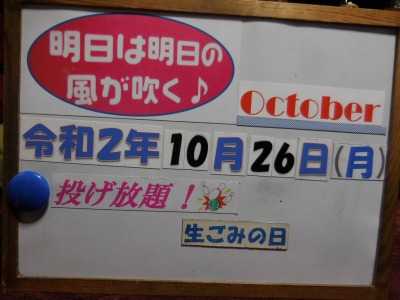 明日は明日の
風が吹く♪
October
令和2年10月26日(月)
投げ放題!
生ごみの日